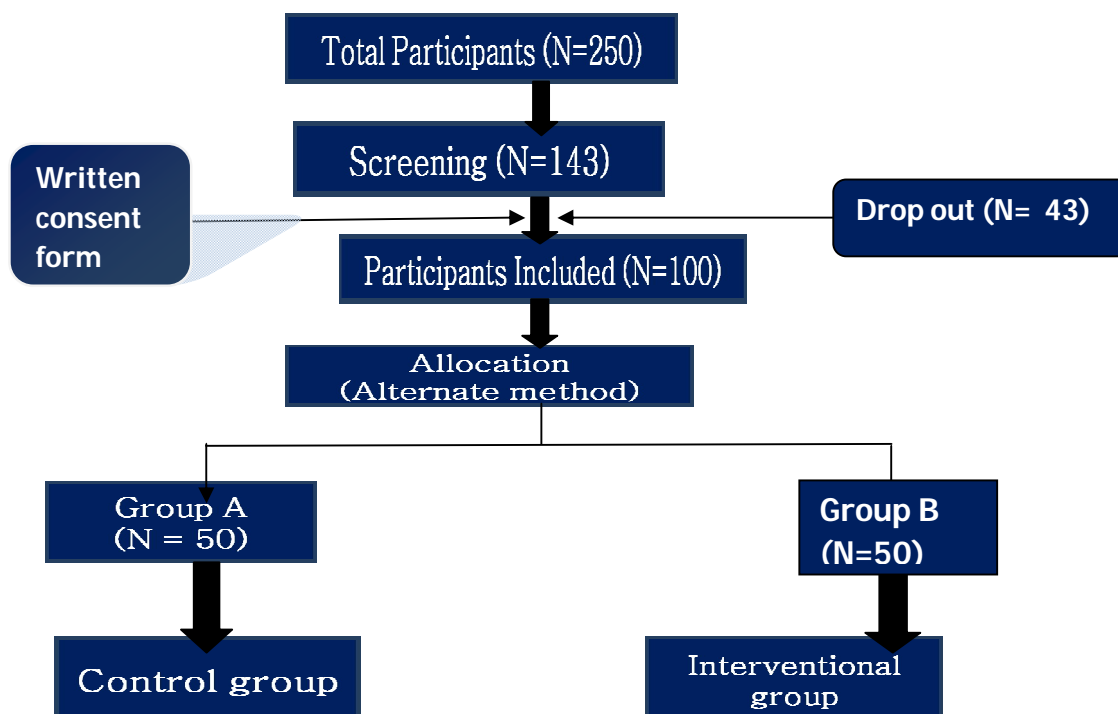 Total Participants (N=250)
Screening (N=143)
Written
consent
form
Drop out (N= 43)
Participants Included (N=100)
Allocation
(Alternate method)
Group A
(N = 50)
Group B
(N=50)
Control group
Interventional
group